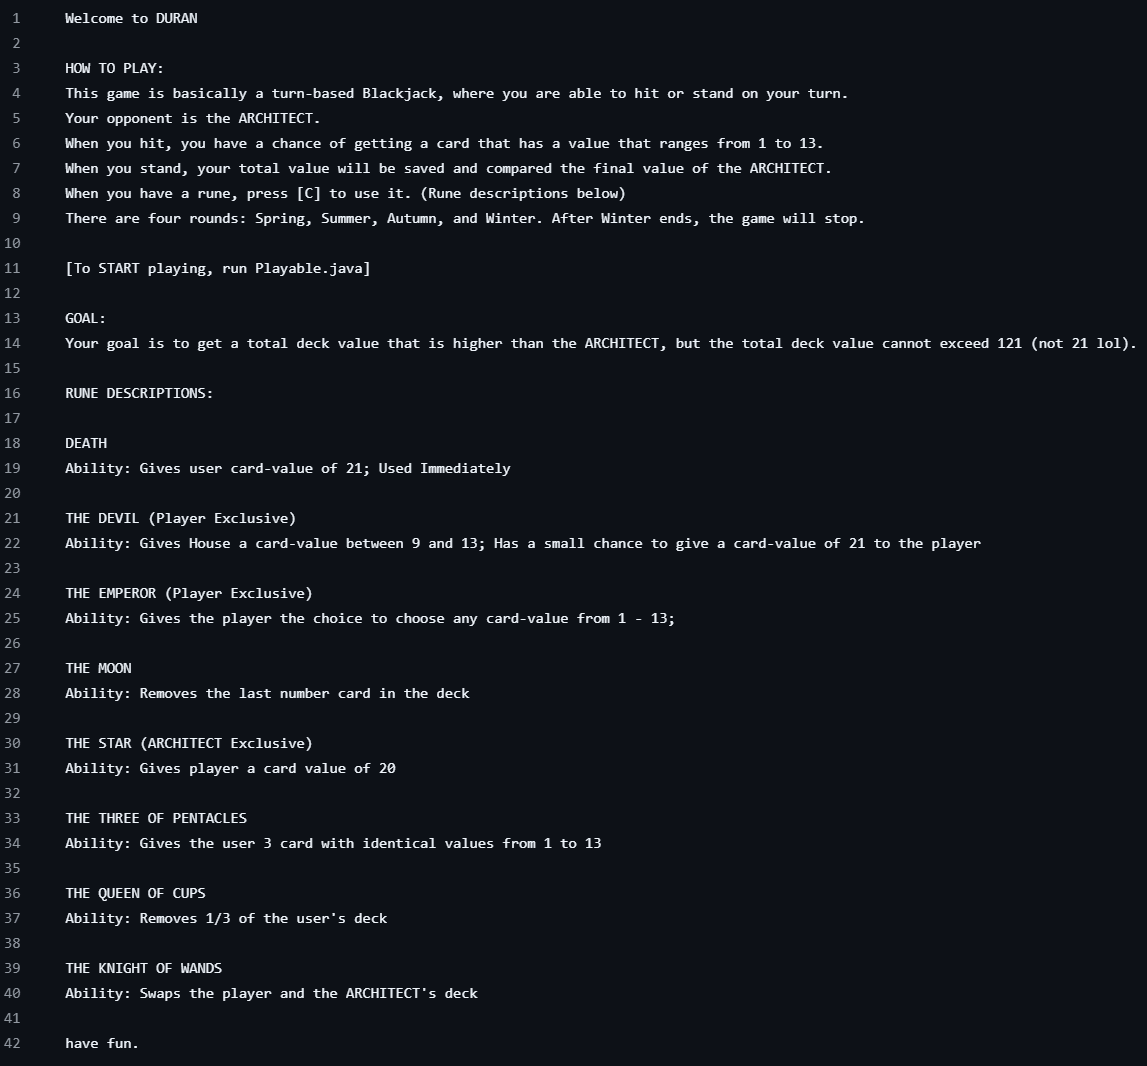 1 Welcome to DURAN
2
3 HOW TO PLAY:
4 This game is basically a turn-based Blackjack, where you are able to hit or stand on your turn.
5 Your opponent is the ARCHITECT.
6 When you hit, you have a chance of getting a card that has a value that ranges from 1 to 13.
7 When you stand, your total value will be saved and compared the final value of the ARCHITECT.
8 When you have a rune, press [C] to use it. (Rune descriptions below)
9 There are four rounds: Spring, Summer, Autumn, and Winter. After Winter ends, the game will stop.
10
11 [To START playing, run Playable.java]
12
13 GOAL:
14 Your goal is to get a total deck value that is higher than the ARCHITECT, but the total deck value cannot exceed 121 (not 21 lol).
15
16 RUNE DESCRIPTIONS:
17
18 DEATH
19 Ability: Gives user card-value of 21; Used Immediately
20
21 THE DEVIL (Player Exclusive)
22 Ability: Gives House a card-value between 9 and 13; Has a small chance to give a card-value of 21 to the player
23
24 THE EMPEROR (Player Exclusive)
25 Ability: Gives the player the choice to choose any card-value from 1 - 13;
26
27 THE MOON
28 Ability: Removes the last number card in the deck
29
30 THE STAR (ARCHITECT Exclusive)
31 Ability: Gives player a card value of 20
32
33 THE THREE OF PENTACLES
34 Ability: Gives the user 3 card with identical values from 1 to 13
35
36 THE QUEEN OF CUPS
37 Ability: Removes 1/3 of the user's deck
38
39 THE KNIGHT OF WANDS
40 Ability: Swaps the player and the ARCHITECT's deck
41
42 have fun.